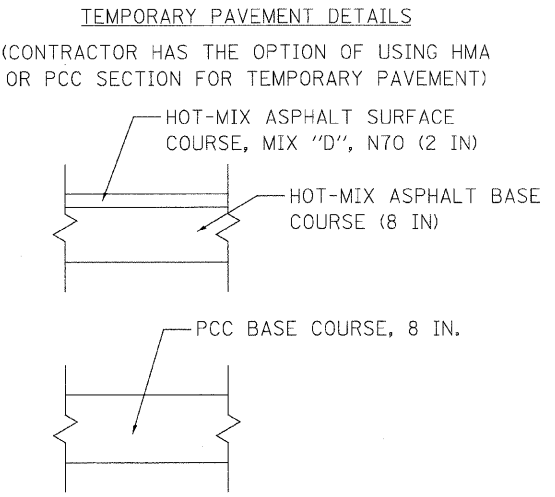 TEMPORARY PAVEMENT DETAILS
(CONTRACTOR HAS THE OPTION OF USING HMA
OR PCC SECTION FOR TEMPORARY PAVEMENT)
HOT-MIX ASPHALT SURFACE
COURSE, MIX "D", N70 (2 IN)
HOT-MIX ASPHALT BASE
COURSE (8 IN)
PCC BASE COURSE, 8 IN.